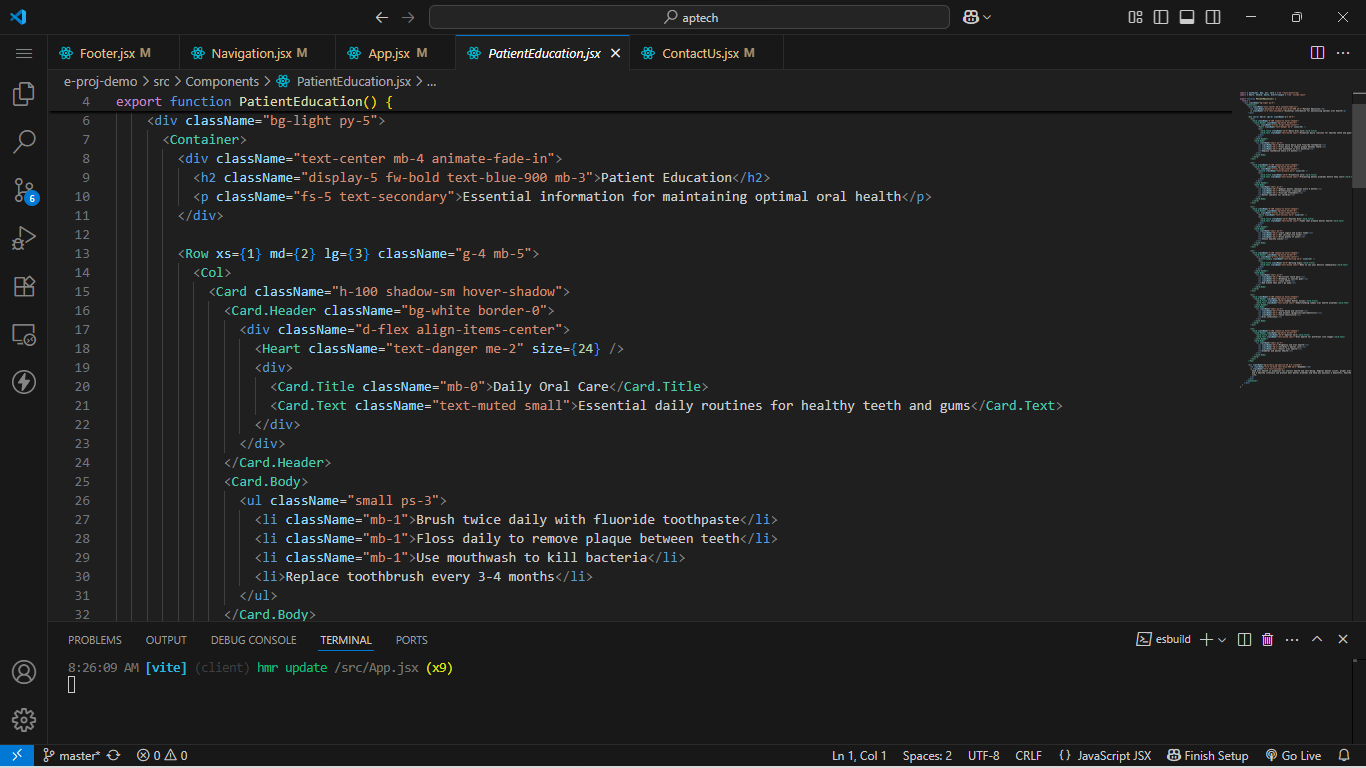 aptech
Footer.jsx M
Navigation.jsx M
App.jsx M
PatientEducation.jsx
ContactUs.jsx M
e-proj-demo > src > Components > PatientEducation.jsx > ...
4 export function PatientEducation() {
6 <div className="bg-light py-5">
7 <Container>
8 <div className="text-center mb-4 animate-fade-in">
9 <h2 className="display-5 fw-bold text-blue-900 mb-3">Patient Education</h2>
10 <p className="fs-5 text-secondary">Essential information for maintaining optimal oral health</p>
11 </div>
12
13 <Row xs={1} md={2} lg={3} className="g-4 mb-5">
14 <Col>
15 <Card className="h-100 shadow-sm hover-shadow">
16 <Card.Header className="bg-white border-0">
17 <div className="d-flex align-items-center">
18 <Heart className="text-danger me-2" size={24} />
19 <div>
20 <Card.Title className="mb-0">Daily Oral Care</Card.Title>
21 <Card.Text className="text-muted small">Essential daily routines for healthy teeth and gums</Card.Text>
22 </div>
23 </div>
24 </Card.Header>
25 <Card.Body>
26 <ul className="small ps-3">
27 <li className="mb-1">Brush twice daily with fluoride toothpaste</li>
28 <li className="mb-1">Floss daily to remove plaque between teeth</li>
29 <li className="mb-1">Use mouthwash to kill bacteria</li>
30 <li>Replace toothbrush every 3-4 months</li>
31 </ul>
32 </Card.Body>
6
PROBLEMS OUTPUT DEBUG CONSOLE TERMINAL PORTS
esbuild
8:26:09 AM [vite] (client) hmr update /src/App.jsx (x9)
master* 0 0 Ln 1, Col 1 Spaces: 2 UTF-8 CRLF {} JavaScript JSX Finish Setup Go Live